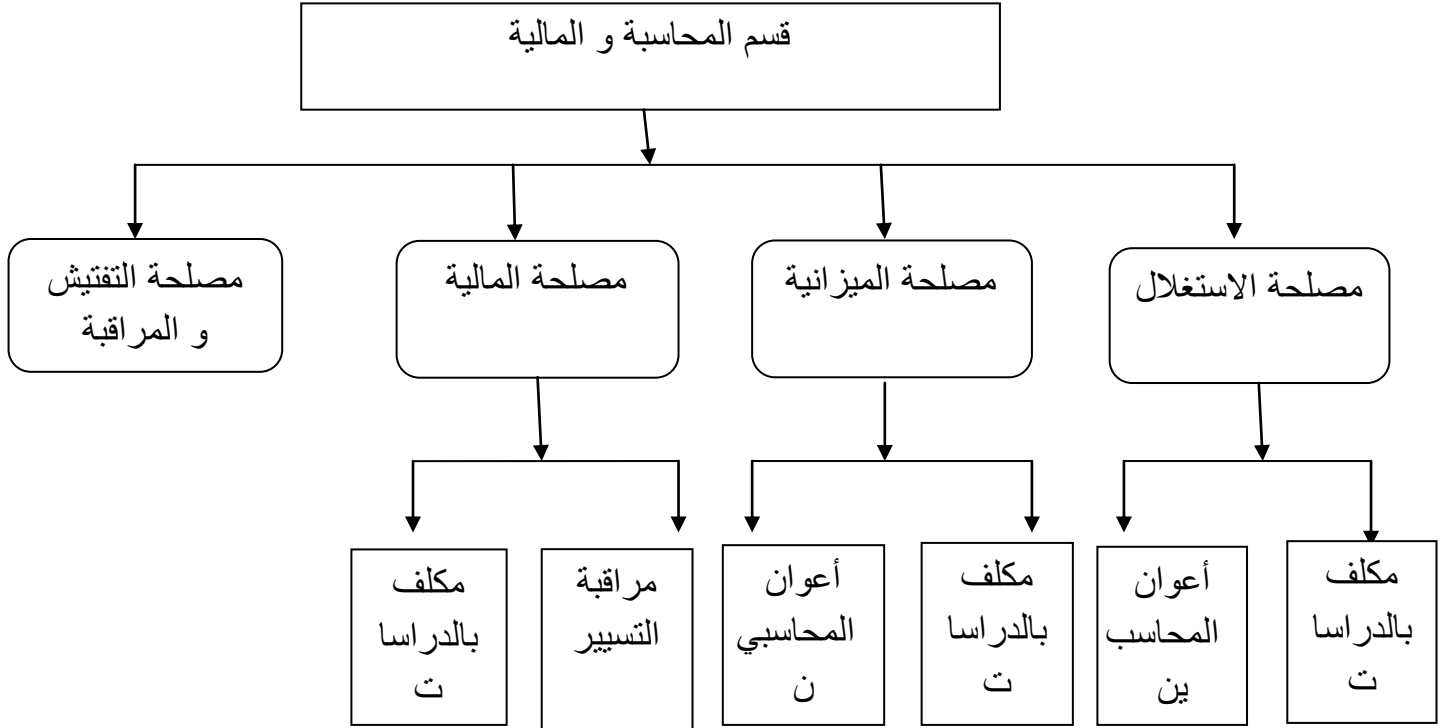 قسم المحاسبة و المالية
مصلحة الاستغلال
مصلحة الميزانية
مصلحة المالية
مصلحة التفتيش
و المراقبة
مكلف
بالدراسا
ت
أعوان
المحاسب
ين
مكلف
بالدراسا
ت
أعوان
المحاسبي
ن
مراقبة
التسيير
مكلف
بالدراسا
ت